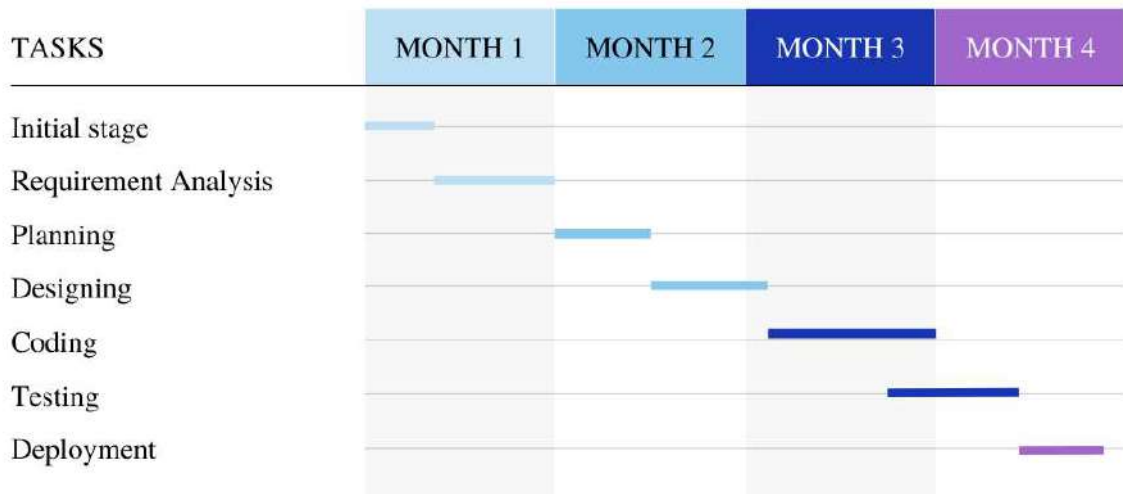 TASKS MONTH 1 MONTH 2 MONTH 3 MONTH 4
Initial stage
Requirement Analysis
Planning
Designing
Coding
Testing
Deployment